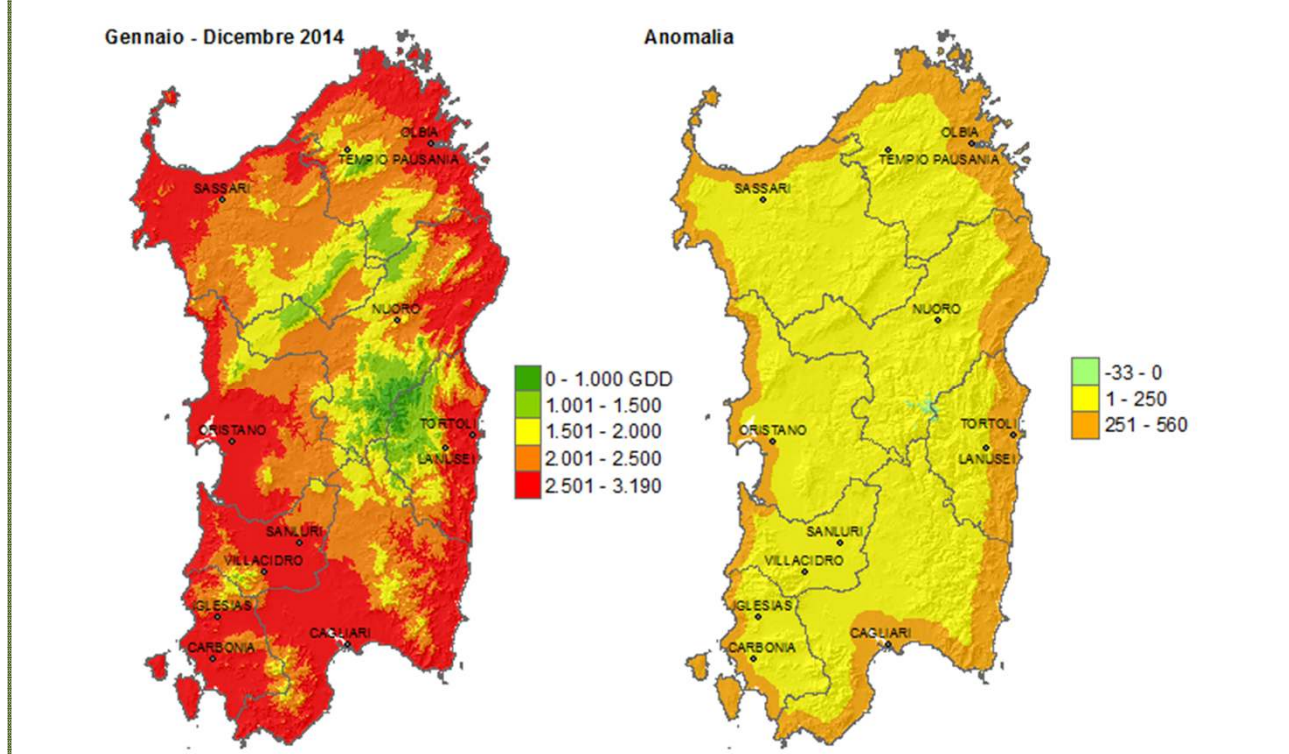 Gennaio - Dicembre 2014
OLBIA
TEMPIO PAUSANIA
SASSARI
NUORO
ORISTANO
TORTOLI
LANUSEI
SANLURI
VILLACIDRO
IGLESIAS
CARBONIA
CAGLIARI
0 - 1.000 GDD
1.001 - 1.500
1.501 - 2.000
2.001 - 2.500
2.501 - 3.190
Anomalia
OLBIA
TEMPIO PAUSANIA
SASSARI
NUORO
ORISTANO
TORTOLI
LANUSEI
SANLURI
VILLACIDRO
IGLESIAS
CARBONIA
CAGLIARI
-33 - 0
1 - 250
251 - 560